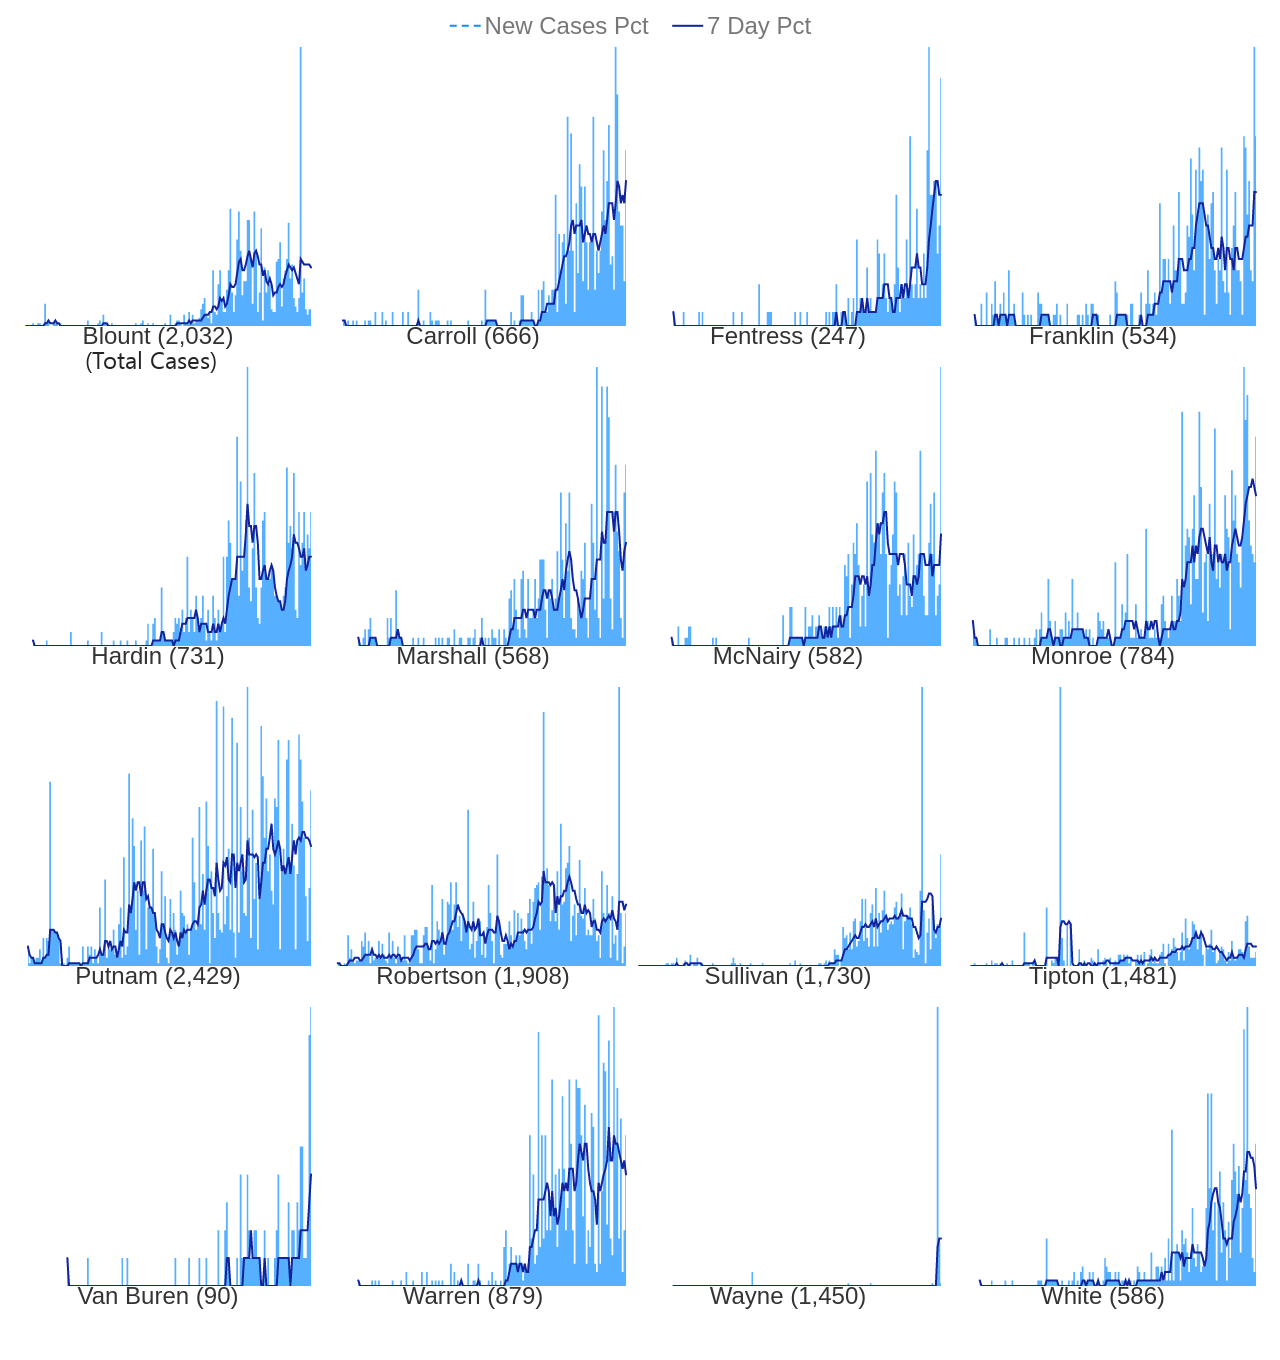 New Cases Pct 7 Day Pct
Blount (2,032) Carroll (666) Fentress (247) Franklin (534)
(Total Cases)
Hardin (731) Marshall (568) McNairy (582) Monroe (784)
Putnam (2,429) Robertson (1,908) Sullivan (1,730) Tipton (1,481)
Van Buren (90) Warren (879) Wayne (1,450) White (586)